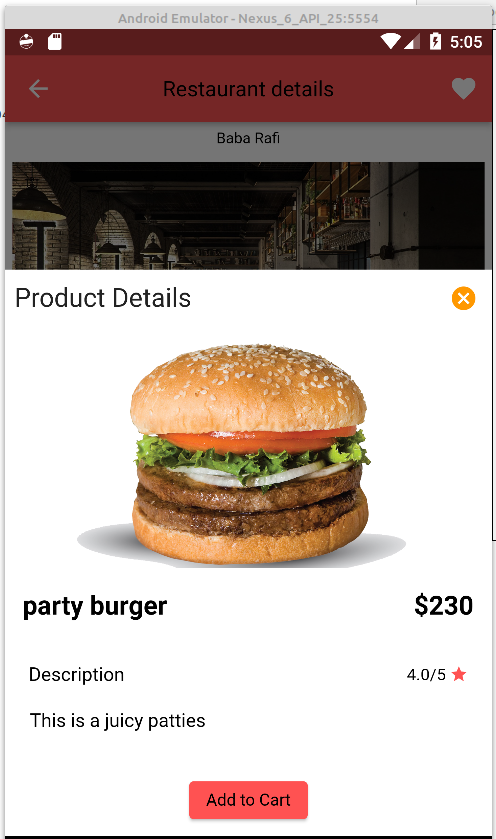 Android Emulator - Nexus_6_API_25:5554
5:05
Restaurant details
Baba Rafi
Product Details
party burger
$230
Description
4.0/5
This is a juicy patties
Add to Cart